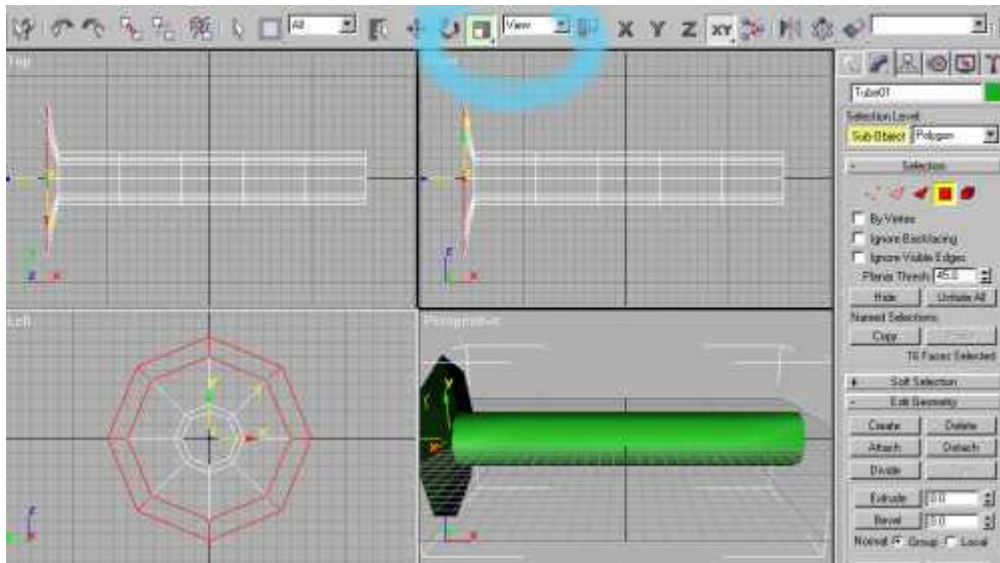 All
View
X Y Z XY
Top
Left
Perspective
Tube01
Selection Level:
Sub-Object Polygon
- Selection
By Vertex
Ignore Backfacing
Ignore Visible Edges
Planar Thresh: 45.0
Hide Unhide All
Named Selections:
Copy
16 Faces Selected
+ Soft Selection
- Edit Geometry
Create Delete
Attach Detach
Divide
Extrude 0.0
Bevel 0.0
Normal: Group Local